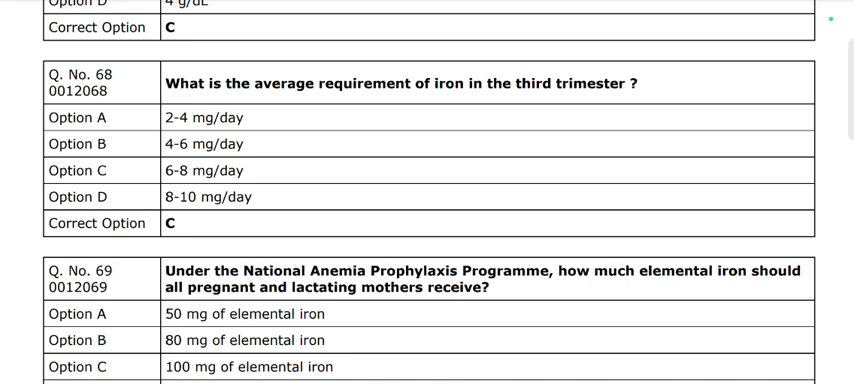 Option D 4 g/dL
Correct Option C
Q. No. 68
0012068 What is the average requirement of iron in the third trimester ?
Option A 2-4 mg/day
Option B 4-6 mg/day
Option C 6-8 mg/day
Option D 8-10 mg/day
Correct Option C
Q. No. 69 Under the National Anemia Prophylaxis Programme, how much elemental iron should
0012069 all pregnant and lactating mothers receive?
Option A 50 mg of elemental iron
Option B 80 mg of elemental iron
Option C 100 mg of elemental iron